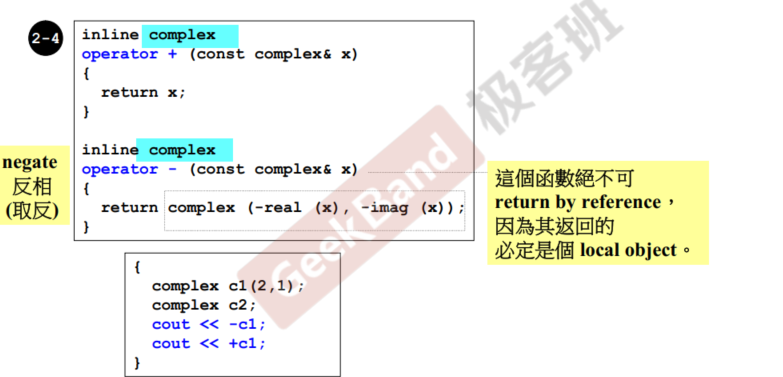 2-4
inline complex
operator + (const complex& x)
{
return x;
}
inline complex
operator - (const complex& x)
{
return complex (-real (x), -imag (x));
}
negate
反相
(取反)
這個函數絕不可
return by reference，
因為其返回的
必定是個 local object。
{
complex c1(2,1);
complex c2;
cout << -c1;
cout << +c1;
}
GeekBand 极客班